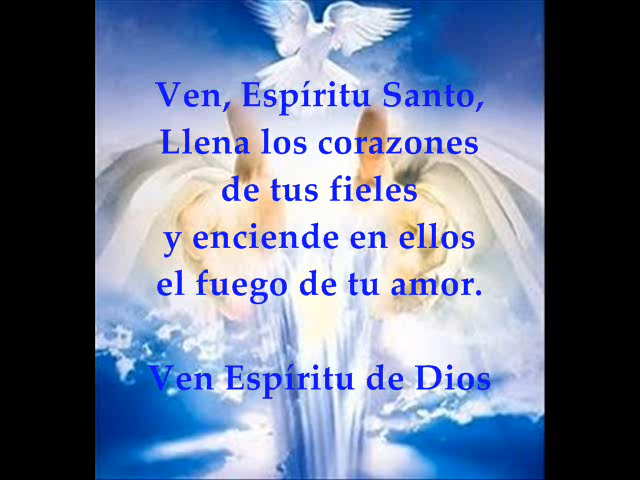 Ven, Espíritu Santo,
Llena los corazones
de tus fieles
y enciende en ellos
el fuego de tu amor.
Ven Espíritu de Dios